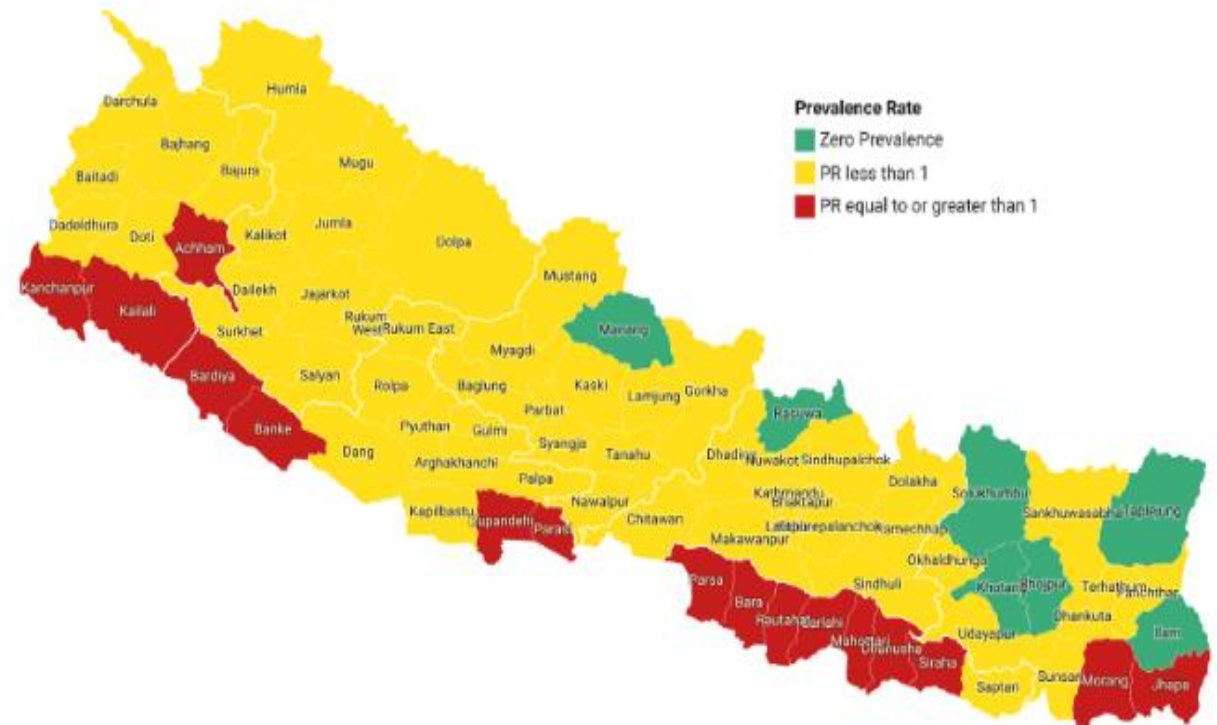 Prevalence Rate
Zero Prevalence
PR less than 1
PR equal to or greater than 1
Humla
Darchula
Bajhang
Mugu
Bajura
Baitadi
Dadeldhura
Doti
Achham
Kalikot
Jumla
Dolpa
Mustang
Kanchanpur
Kailali
Dailekh
Jajarkot
Surkhet
Rukum
West
Rukum East
Manang
Myagdi
Bardiya
Salyan
Rolpa
Baglung
Kaski
Lamjung
Gorkha
Parbat
Rasuwa
Banke
Pyuthan
Gulmi
Syangja
Dang
Arghakhanchi
Tanahu
Dhading
Nuwakot
Sindhupalchok
Palpa
Dolakha
Solukhumbu
Kathmandu
Bhaktapur
Nawalpur
Kapilbastu
Chitawan
Sankhuwasabha
Taplejung
Parasi
Makawanpur
Okhaldhunga
Sindhuli
Khotang
Bhojpur
Terhathum
Parsa
Bara
Dhankuta
Udayapur
Ilam
Mahottari
Siraha
Saptari
Sunsari
Morang
Jhapa